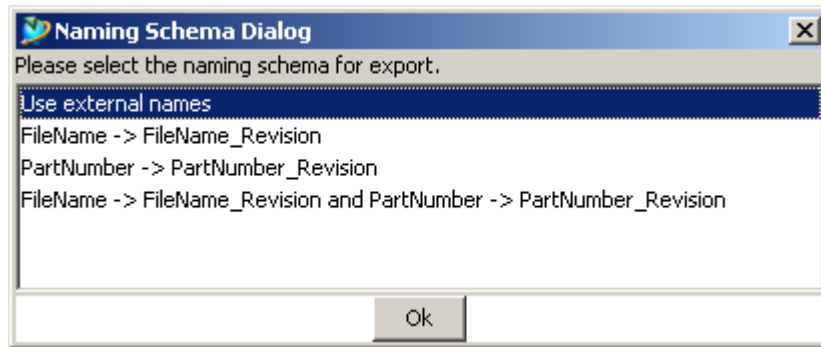 Naming Schema Dialog
Please select the naming schema for export.
Use external names
FileName -> FileName_Revision
PartNumber -> PartNumber_Revision
FileName -> FileName_Revision and PartNumber -> PartNumber_Revision
Ok